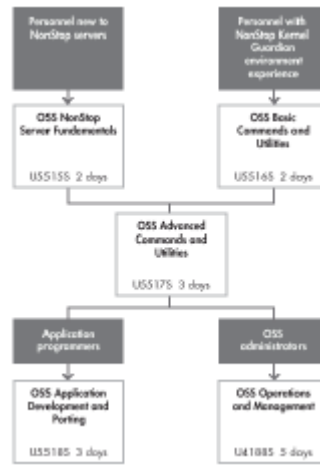 Personnel new to
NonStop servers
Personnel with
NonStop Kernel
Guardian
environment
experience
OSS NonStop
Server Fundamentals
U5515S 2 days
OSS Basic
Commands and
Utilities
U5516S 2 days
OSS Advanced
Commands and
Utilities
U5517S 3 days
Application
programmers
OSS
administrators
OSS Application
Development and
Porting
U5518S 3 days
OSS Operations
and Management
U4188S 5 days